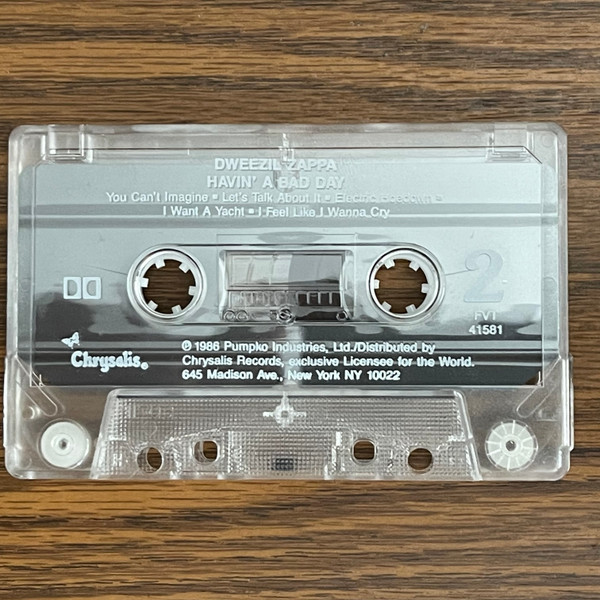 DWEEZIL ZAPPA
HAVIN' A BAD DAY
You Can't Imagine ▪ Let's Talk About It ▪ Electric Hoedown ▪
I Want A Yacht ▪ I Feel Like I Wanna Cry
2
FVT
41581
Chrysalis®
℗ 1986 Pumpko Industries, Ltd./Distributed by
Chrysalis Records, exclusive Licensee for the World.
645 Madison Ave., New York NY 10022